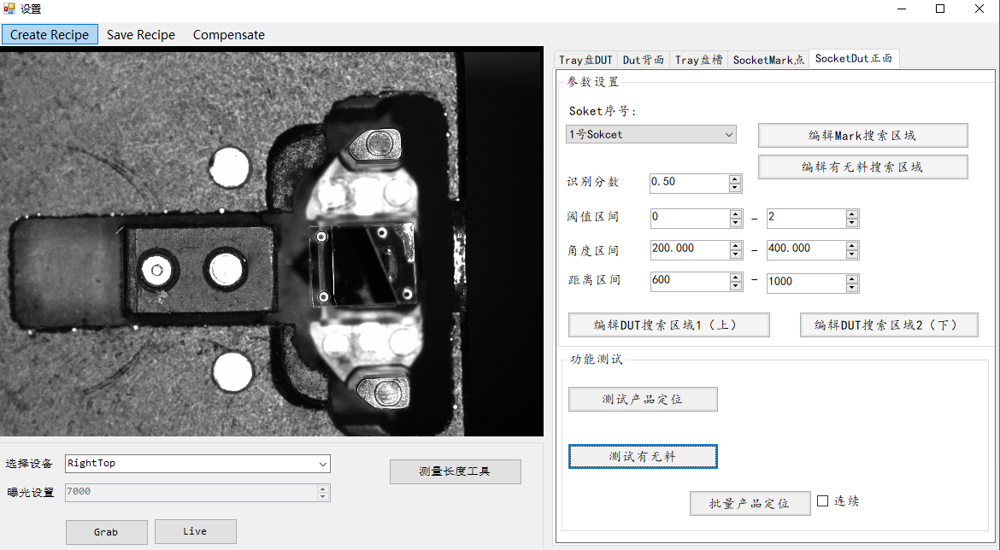 设置
Create Recipe Save Recipe Compensate
Tray盘DUT Dut背面 Tray盘槽 SocketMark点 SocketDut正面
参数设置
Soket序号:
1号Sokcet
编辑Mark搜索区域
编辑有无料搜索区域
识别分数 0.50
阈值区间 0 – 2
角度区间 200.000 – 400.000
距离区间 600 – 1000
编辑DUT搜索区域1（上） 编辑DUT搜索区域2（下）
功能测试
测试产品定位
测试有无料
批量产品定位 连续
选择设备 RightTop
测量长度工具
曝光设置 7000
Grab Live